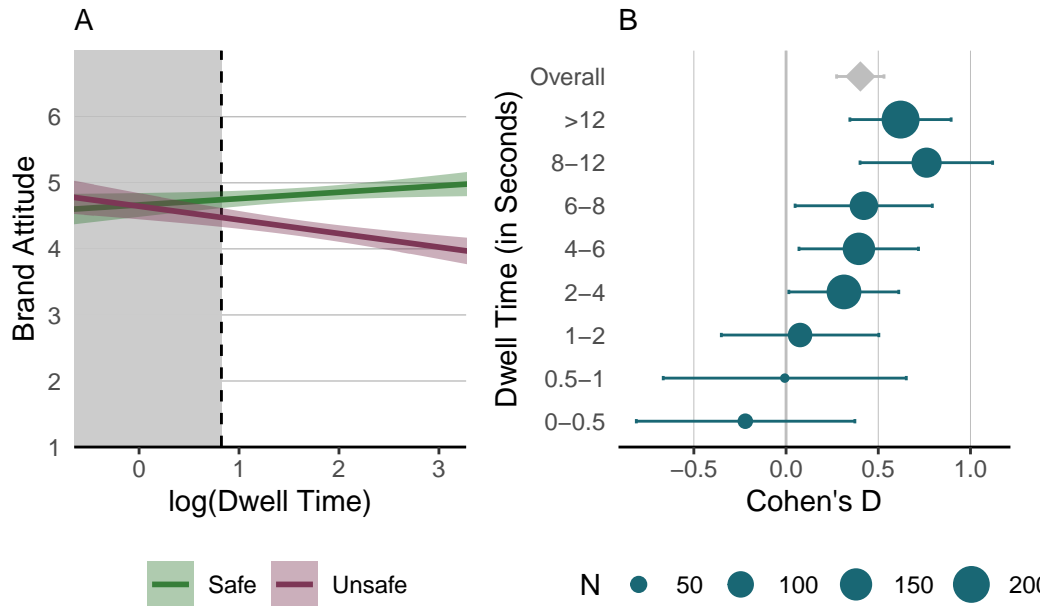 A
Brand Attitude
6
5
4
3
2
1
0
1
2
3
log(Dwell Time)
Safe
Unsafe
B
Dwell Time (in Seconds)
Overall
>12
8−12
6−8
4−6
2−4
1−2
0.5−1
0−0.5
−0.5
0.0
0.5
1.0
Cohen's D
N
50
100
150
200